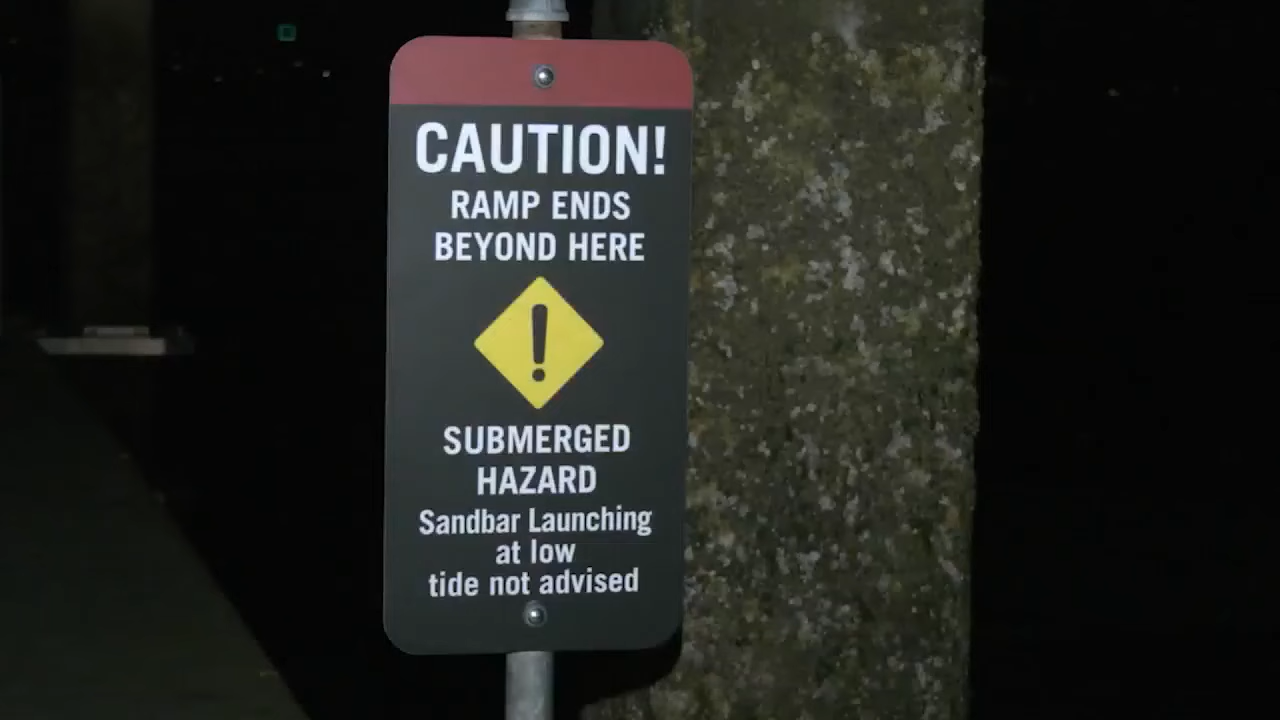 CAUTION!
RAMP ENDS
BEYOND HERE
!
SUBMERGED
HAZARD
Sandbar Launching
at low
tide not advised